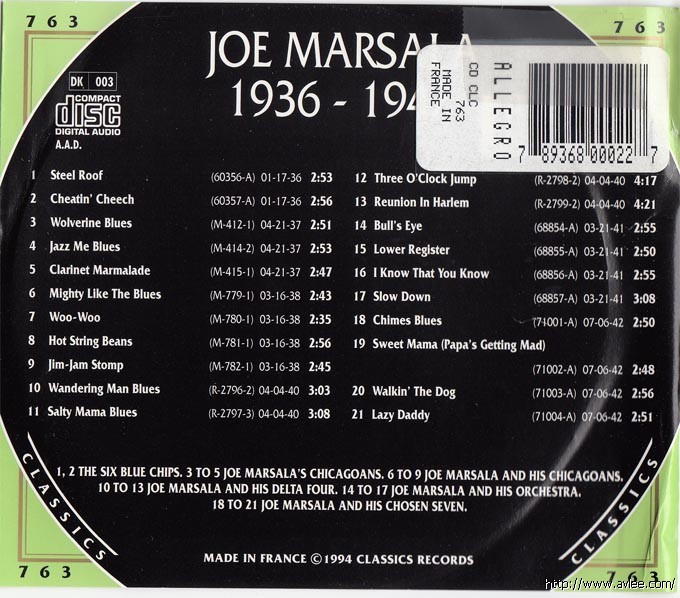 763
763
JOE MARSALA
1936 - 194
DK 003
COMPACT
disc
DIGITAL AUDIO
A.A.D.
ALLEGRO
CD CLC
763
MADE IN
FRANCE
7 89368 00022 7
1 Steel Roof (60356-A) 01-17-36 2:53
2 Cheatin' Cheech (60357-A) 01-17-36 2:56
3 Wolverine Blues (M-412-1) 04-21-37 2:51
4 Jazz Me Blues (M-414-2) 04-21-37 2:53
5 Clarinet Marmalade (M-415-1) 04-21-37 2:47
6 Mighty Like The Blues (M-779-1) 03-16-38 2:43
7 Woo-Woo (M-780-1) 03-16-38 2:35
8 Hot String Beans (M-781-1) 03-16-38 2:56
9 Jim-Jam Stomp (M-782-1) 03-16-38 2:45
10 Wandering Man Blues (R-2796-2) 04-04-40 3:03
11 Salty Mama Blues (R-2797-3) 04-04-40 3:08
12 Three O'Clock Jump (R-2798-2) 04-04-40 4:17
13 Reunion In Harlem (R-2799-2) 04-04-40 4:21
14 Bull's Eye (68854-A) 03-21-41 2:55
15 Lower Register (68855-A) 03-21-41 2:50
16 I Know That You Know (68856-A) 03-21-41 2:55
17 Slow Down (68857-A) 03-21-41 3:08
18 Chimes Blues (71001-A) 07-06-42 2:50
19 Sweet Mama (Papa's Getting Mad)
(71002-A) 07-06-42 2:48
20 Walkin' The Dog (71003-A) 07-06-42 2:56
21 Lazy Daddy (71004-A) 07-06-42 2:51
1, 2 THE SIX BLUE CHIPS. 3 TO 5 JOE MARSALA'S CHICAGOANS. 6 TO 9 JOE MARSALA AND HIS CHICAGOANS.
10 TO 13 JOE MARSALA AND HIS DELTA FOUR. 14 TO 17 JOE MARSALA AND HIS ORCHESTRA.
18 TO 21 JOE MARSALA AND HIS CHOSEN SEVEN.
CLASSICS
CLASSICS
MADE IN FRANCE ©1994 CLASSICS RECORDS
763
763
http://www.avlee.com/